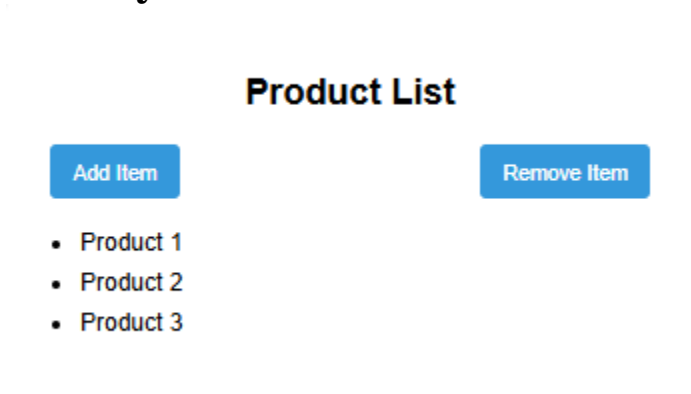 Product List
Add Item Remove Item
Product 1
Product 2
Product 3